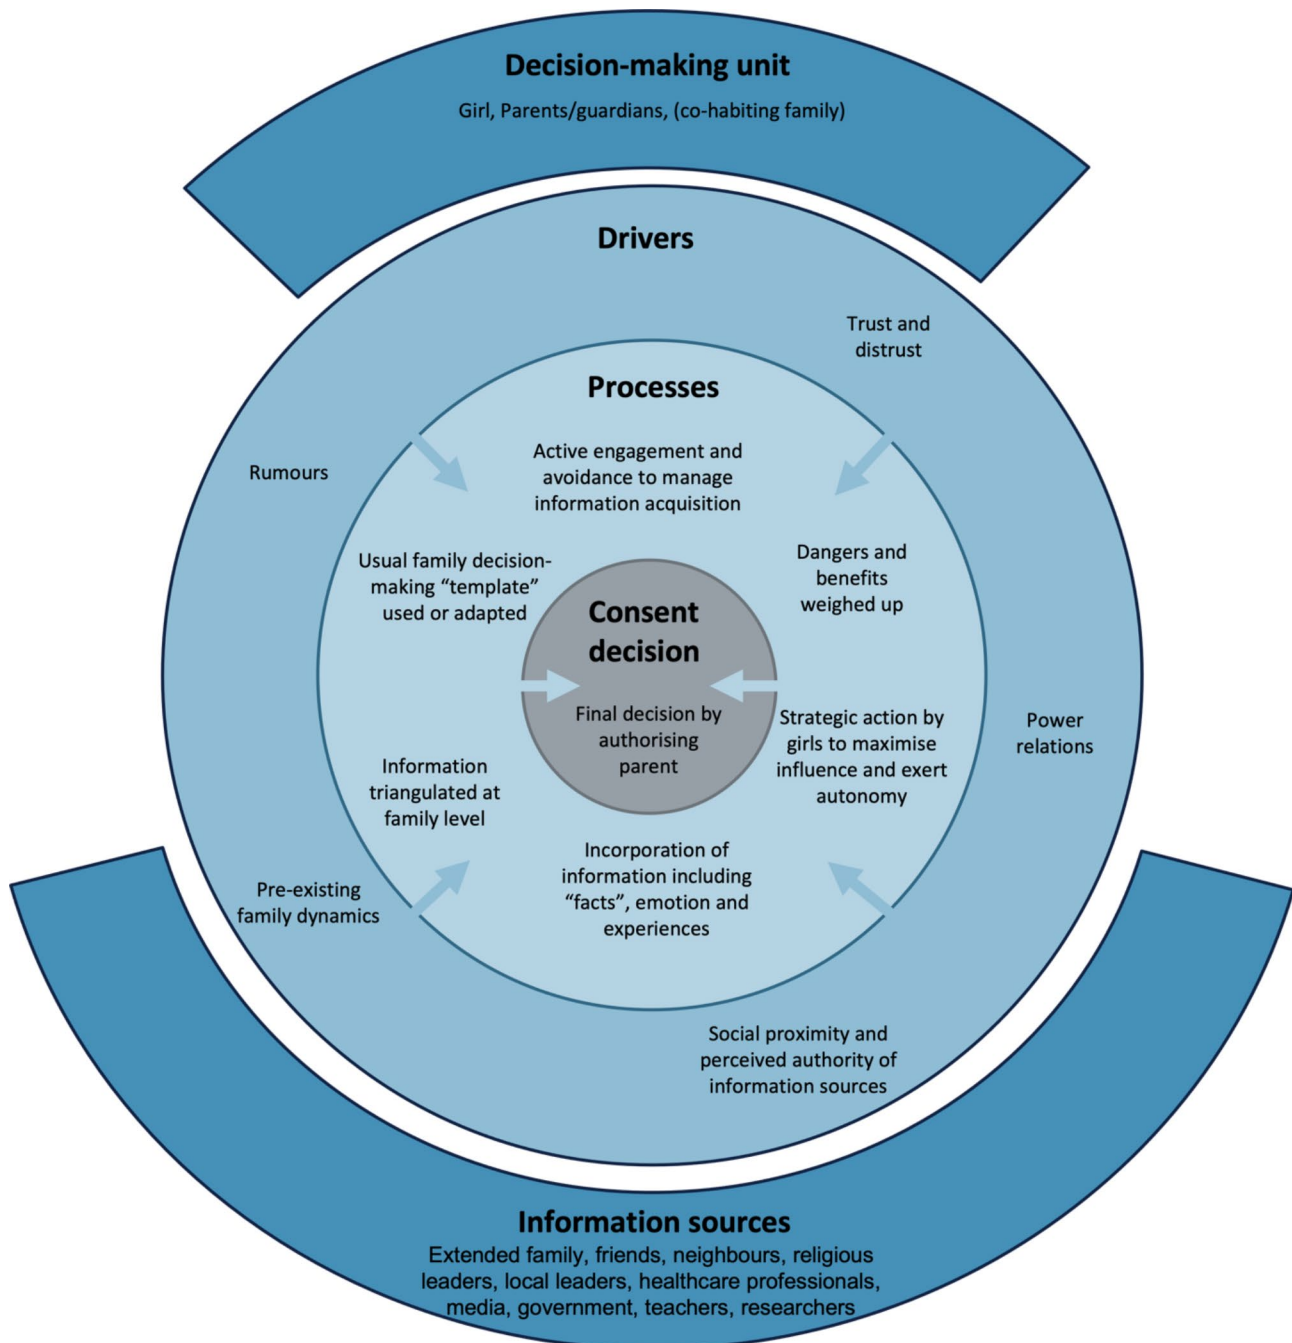 Decision-making unit
Girl, Parents/guardians, (co-habiting family)
Drivers
Trust and
distrust
Rumours
Processes
Active engagement and
avoidance to manage
information acquisition
Usual family decision-
making “template”
used or adapted
Dangers and
benefits
weighed up
Consent
decision
Final decision by
authorising
parent
Strategic action by
girls to maximise
influence and exert
autonomy
Power
relations
Information
triangulated at
family level
Incorporation of
information including
“facts”, emotion and
experiences
Pre-existing
family dynamics
Social proximity and
perceived authority of
information sources
Information sources
Extended family, friends, neighbours, religious
leaders, local leaders, healthcare professionals,
media, government, teachers, researchers